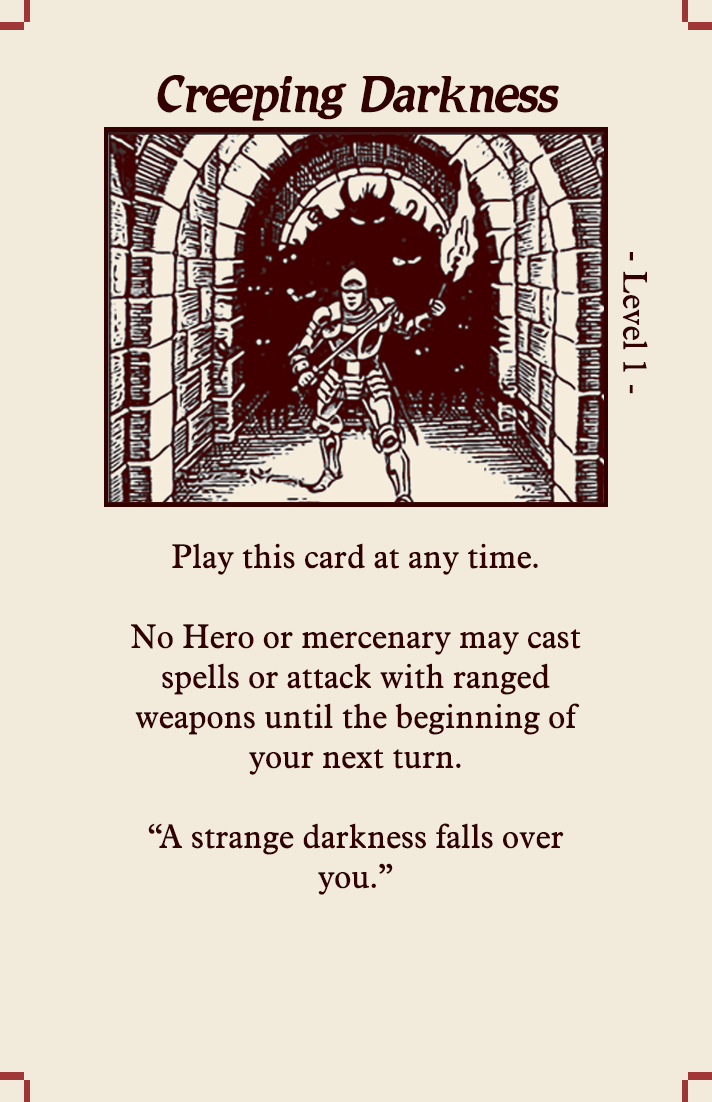 Creeping Darkness
- Level 1 -
Play this card at any time.
No Hero or mercenary may cast
spells or attack with ranged
weapons until the beginning of
your next turn.
“A strange darkness falls over
you.”